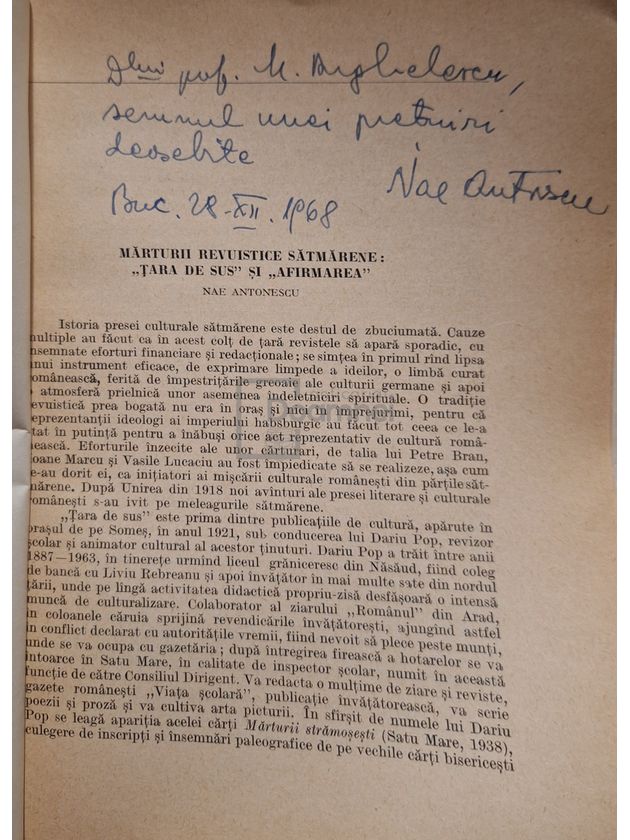 Dlui prof. M. Anghelescu,
semnul unei prețuiri
deosebite
Nae Antonescu
Buc. 28-XII. 1968
MĂRTURII REVUISTICE SĂTMĂRENE:
„ȚARA DE SUS” ȘI „AFIRMAREA”
NAE ANTONESCU
Istoria presei culturale sătmărene este destul de zbuciumată. Cauze
multiple au făcut ca în acest colț de țară revistele să apară sporadic, cu
însemnate eforturi financiare și redacționale; se simțea în primul rînd lipsa
unui instrument eficace, de exprimare limpede a ideilor, o limbă curat
românească, ferită de împestrițările greoaie ale culturii germane și apoi
o atmosferă prielnică unor asemenea îndeletniciri spirituale. O tradiție
revuistică prea bogată nu era în oraș și nici în împrejurimi, pentru că
reprezentanții ideologi ai imperiului habsburgic au făcut tot ceea ce le-a
stat în putință pentru a înăbuși orice act reprezentativ de cultură româ-
nească. Eforturile înzecite ale unor cărturari, de talia lui Petre Bran,
Ioane Marcu și Vasile Lucaciu au fost împiedicate să se realizeze, așa cum
le-au dorit ei, ca inițiatori ai mișcării culturale românești din părțile săt-
mărene. După Unirea din 1918 noi avînturi ale presei literare și culturale
românești s-au ivit pe meleagurile sătmărene.
„Țara de sus” este prima dintre publicațiile de cultură, apărute în
orașul de pe Someș, în anul 1921, sub conducerea lui Dariu Pop, revizor
școlar și animator cultural al acestor ținuturi. Dariu Pop a trăit între anii
1887—1963, în tinerețe urmînd liceul grăniceresc din Năsăud, fiind coleg
de bancă cu Liviu Rebreanu și apoi învățător în mai multe sate din nordul
țării, unde pe lîngă activitatea didactică propriu-zisă desfășoară o intensă
muncă de culturalizare. Colaborator al ziarului „Românul” din Arad,
în coloanele căruia sprijină revendicările învățătorești, ajungînd astfel
în conflict declarat cu autoritățile vremii, fiind nevoit să plece peste munți,
unde se va ocupa cu gazetăria; după întregirea firească a hotarelor se va
întoarce în Satu Mare, în calitate de inspector școlar, numit în această
funcție de către Consiliul Dirigent. Va redacta o mulțime de ziare și reviste,
gazete românești „Viața școlară”, publicație învățătorească, va scrie
poezii și proză și va cultiva arta picturii. În sfîrșit de numele lui Dariu
Pop se leagă apariția acelei cărți Mărturii strămoșești (Satu Mare, 1938),
culegere de inscripți și însemnări paleografice de pe vechile cărți bisericești